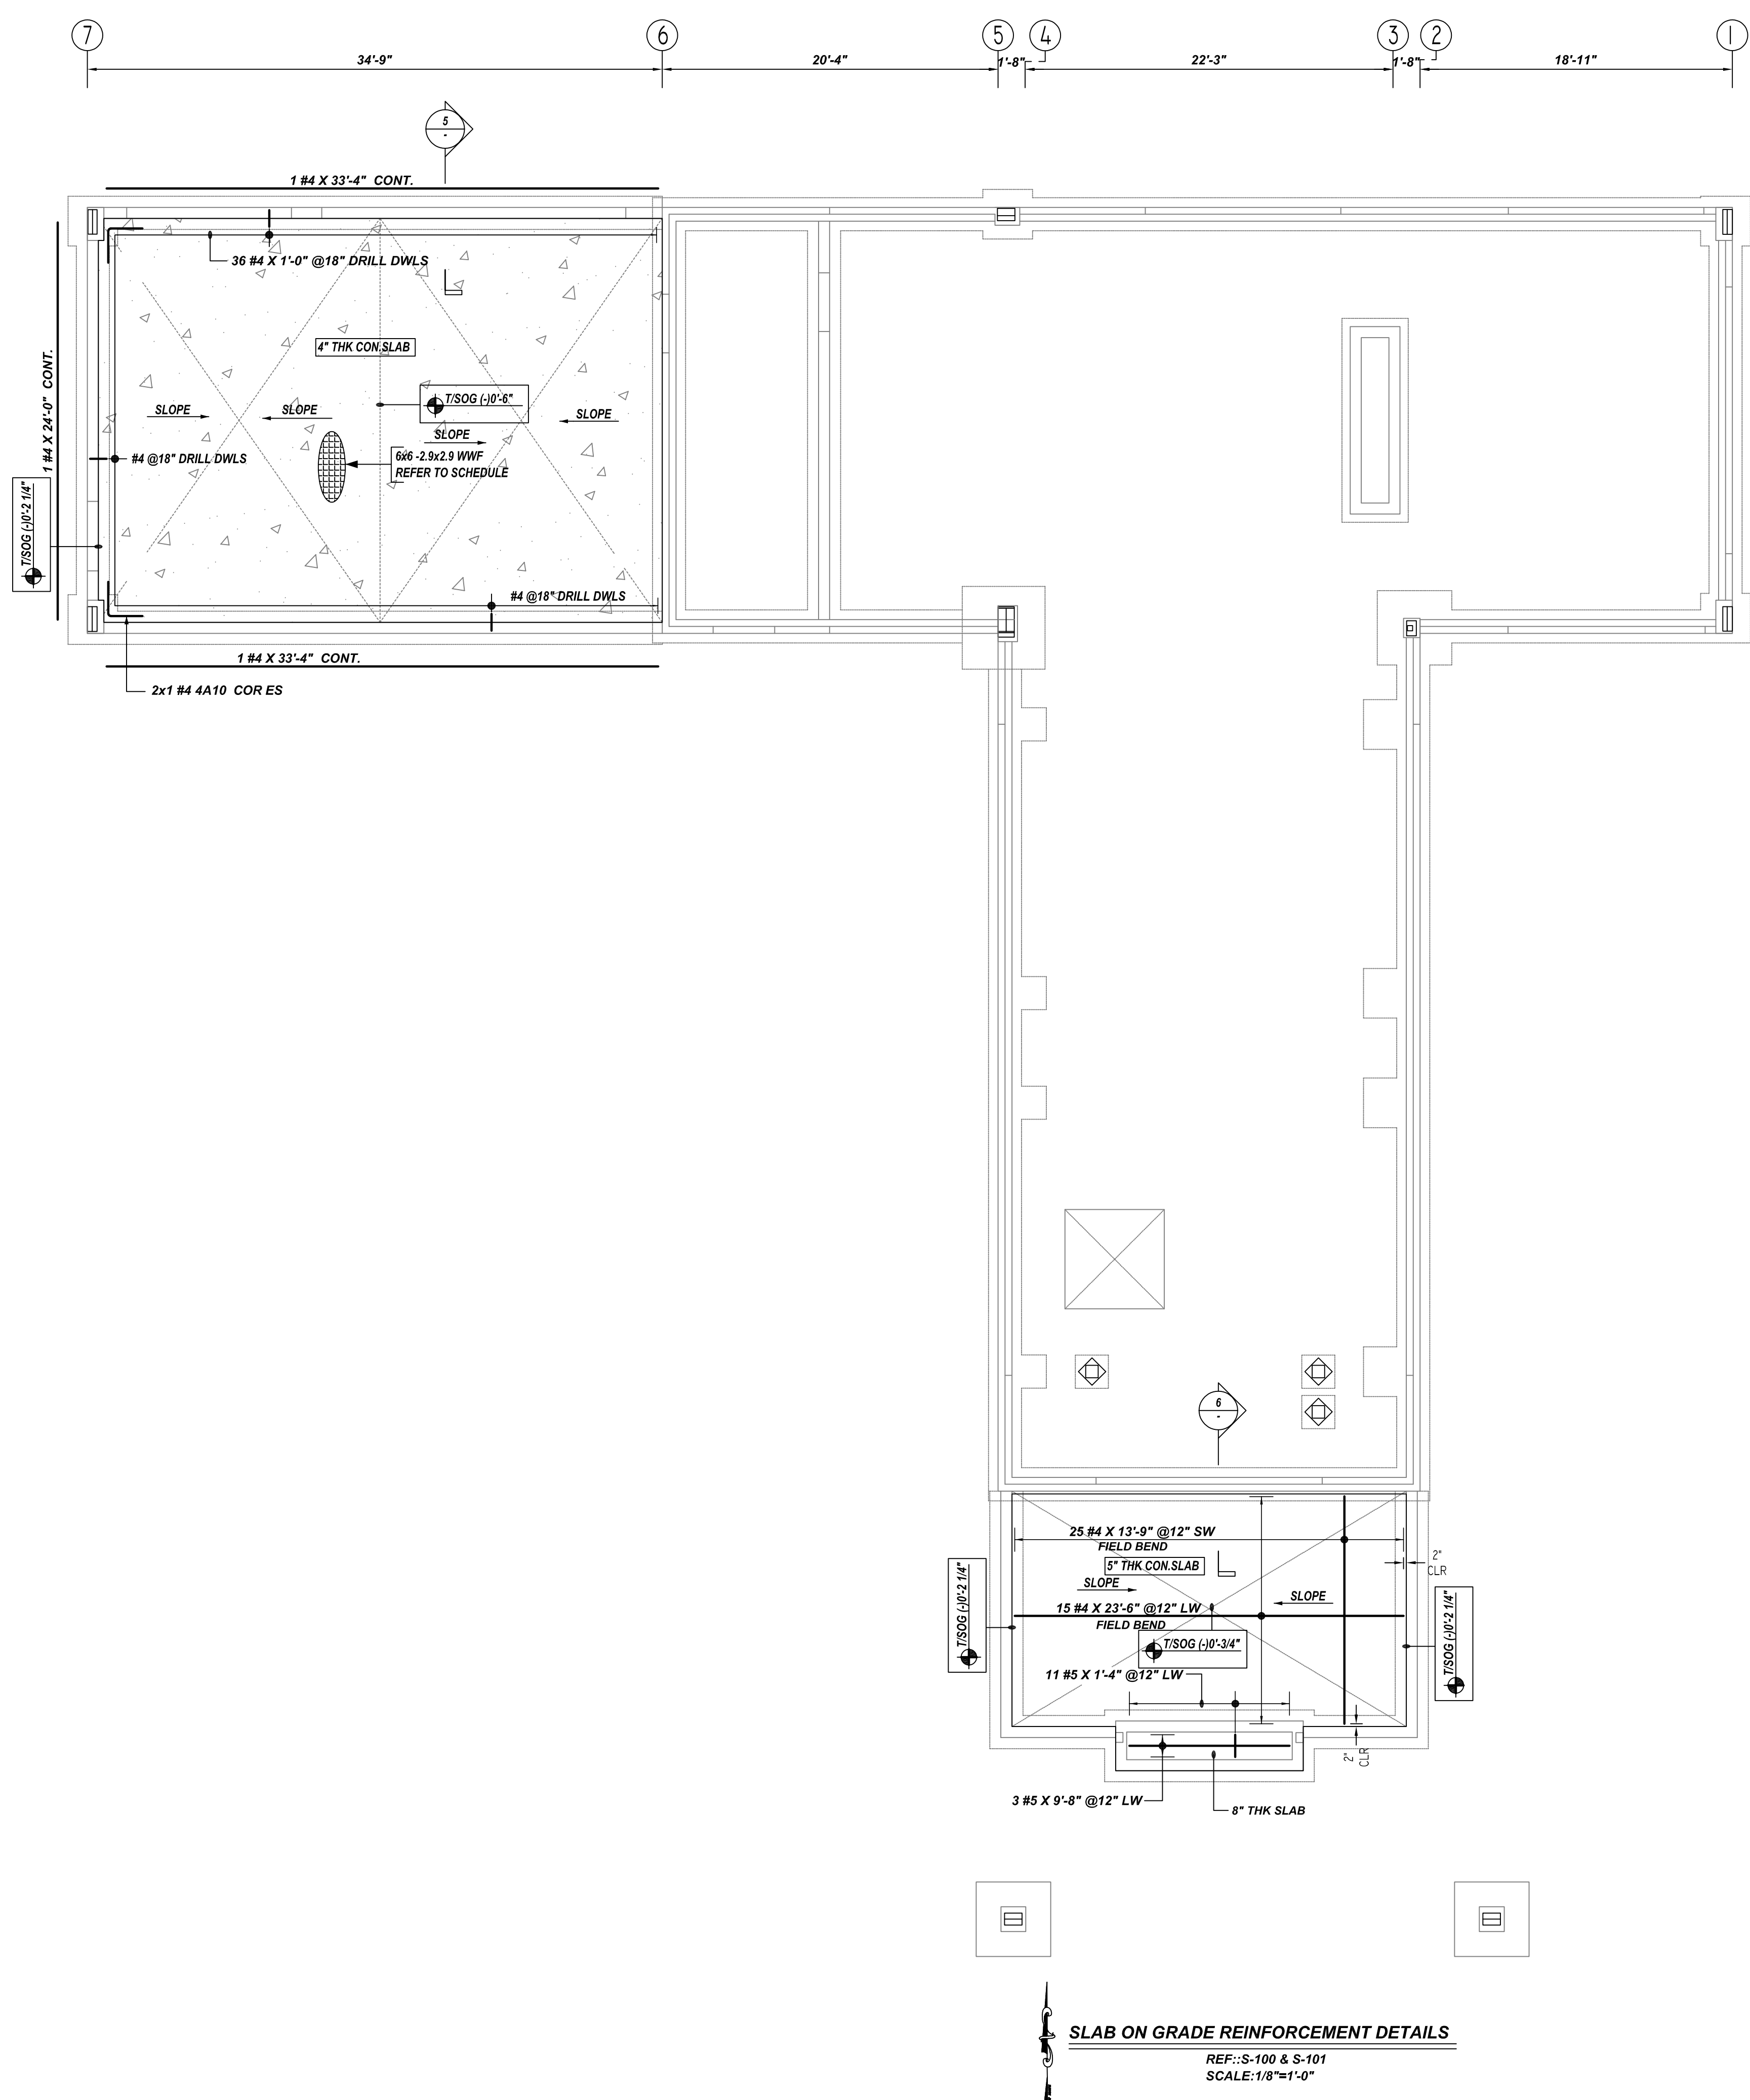 7 6 5 4 3 2 1
34'-9" 20'-4" 1'-8" 22'-3" 1'-8" 18'-11"
5
-
1 #4 X 33'-4" CONT.
36 #4 X 1'-0" @18" DRILL DWLS
4" THK CON.SLAB
T/SOG (-)0'-6"
SLOPE
SLOPE
SLOPE
SLOPE
1 #4 X 24'-0" CONT.
#4 @18" DRILL DWLS
6x6 -2.9x2.9 WWF
REFER TO SCHEDULE
T/SOG (-)0'-2 1/4"
#4 @18" DRILL DWLS
1 #4 X 33'-4" CONT.
2x1 #4 4A10 COR ES
6
-
25 #4 X 13'-9" @12" SW
FIELD BEND
5" THK CON.SLAB
2"
CLR
SLOPE
SLOPE
T/SOG (-)0'-2 1/4"
15 #4 X 23'-6" @12" LW
FIELD BEND
T/SOG (-)0'-2 1/4"
T/SOG (-)0'-3/4"
11 #5 X 1'-4" @12" LW
2"
CLR
3 #5 X 9'-8" @12" LW
8" THK SLAB
SLAB ON GRADE REINFORCEMENT DETAILS
REF::S-100 & S-101
SCALE:1/8"=1'-0"